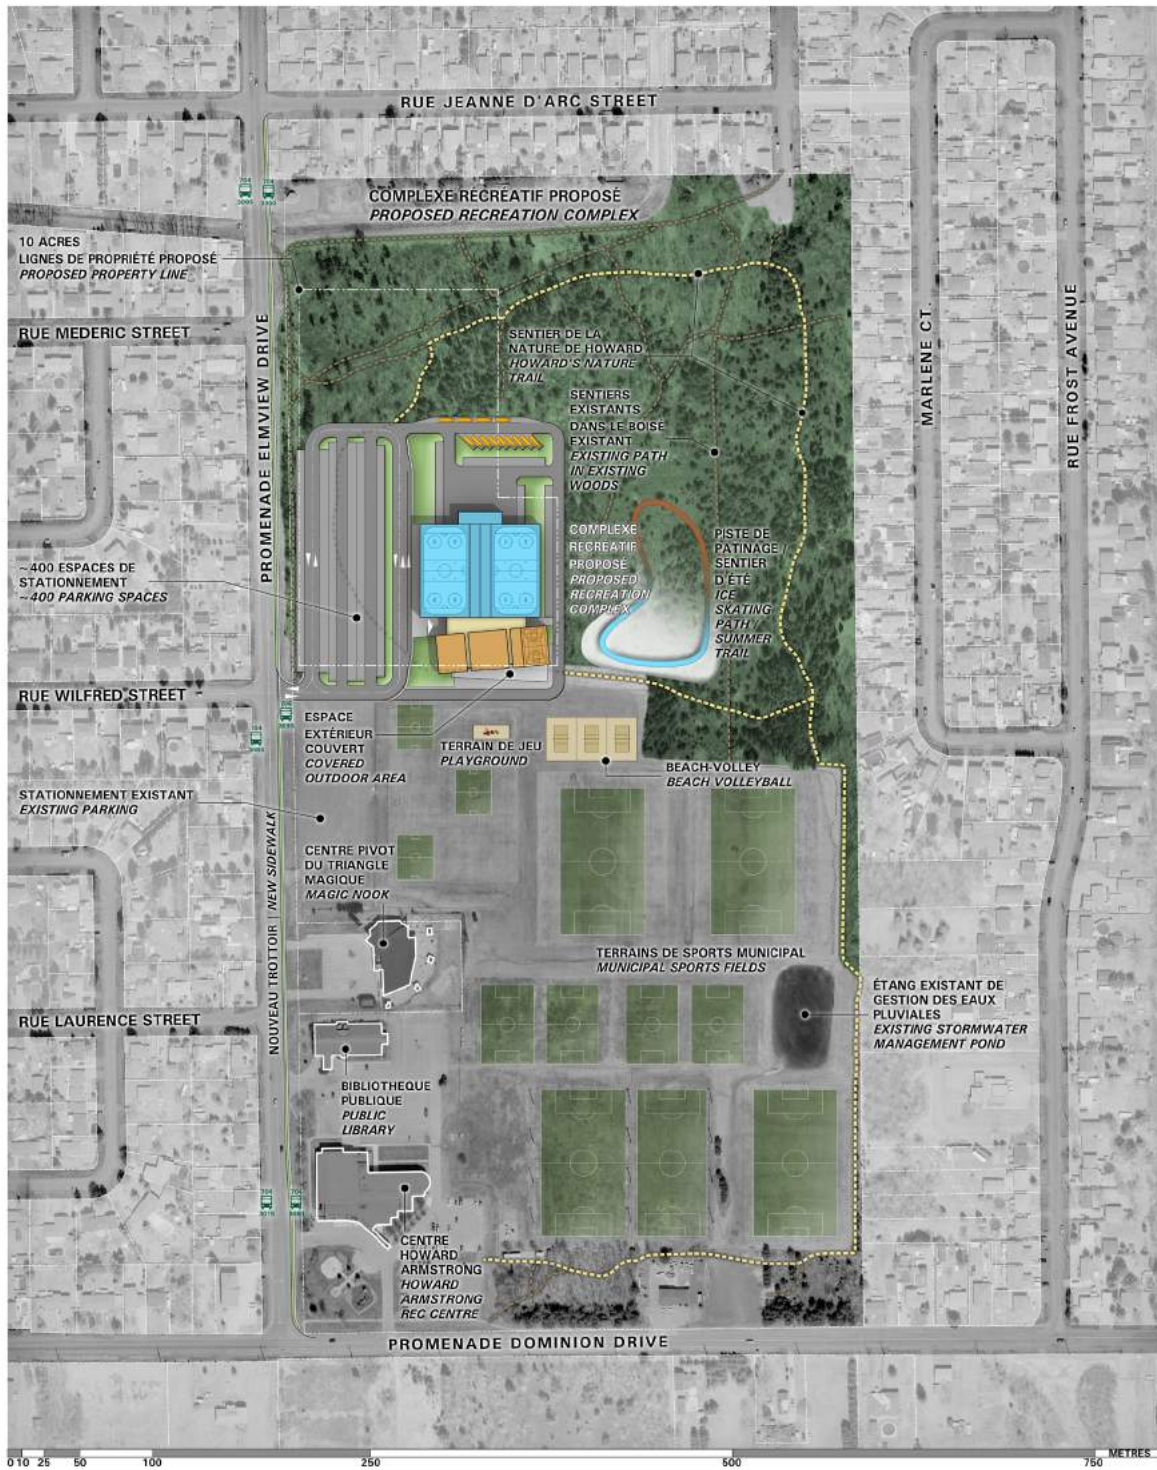 RUE JEANNE D'ARC STREET
COMPLEXE RÉCRÉATIF PROPOSÉ
PROPOSED RECREATION COMPLEX
10 ACRES
LIGNES DE PROPRIÉTÉ PROPOSÉ
PROPOSED PROPERTY LINE
RUE MEDERIC STREET
PROMENADE ELMVIEW DRIVE
MARLENE CT.
RUE FROST AVENUE
SENTIER DE LA
NATURE DE HOWARD
HOWARD'S NATURE
TRAIL
SENTIERS
EXISTANTS
DANS LE BOISÉ
EXISTANT
EXISTING PATH
IN EXISTING
WOODS
COMPLEXE
RÉCRÉATIF
PROPOSÉ
PROPOSED
RECREATION
COMPLEX
PISTE DE
PATINAGE /
SENTIER
D'ÉTÉ
ICE
SKATING
PATH /
SUMMER
TRAIL
~400 ESPACES DE
STATIONNEMENT
~400 PARKING SPACES
RUE WILFRED STREET
ESPACE
EXTÉRIEUR
COUVERT
COVERED
OUTDOOR AREA
TERRAIN DE JEU
PLAYGROUND
BEACH-VOLLEY
BEACH VOLLEYBALL
STATIONNEMENT EXISTANT
EXISTING PARKING
NOUVEAU TROTTOIR | NEW SIDEWALK
CENTRE PIVOT
DU TRIANGLE
MAGIQUE
MAGIC NOOK
TERRAINS DE SPORTS MUNICIPAL
MUNICIPAL SPORTS FIELDS
ÉTANG EXISTANT DE
GESTION DES EAUX
PLUVIALES
EXISTING STORMWATER
MANAGEMENT POND
RUE LAURENCE STREET
BIBLIOTHEQUE
PUBLIQUE
PUBLIC
LIBRARY
CENTRE
HOWARD
ARMSTRONG
HOWARD
ARMSTRONG
REC CENTRE
PROMENADE DOMINION DRIVE
METRES
0 10 25 50 100 250 500 750